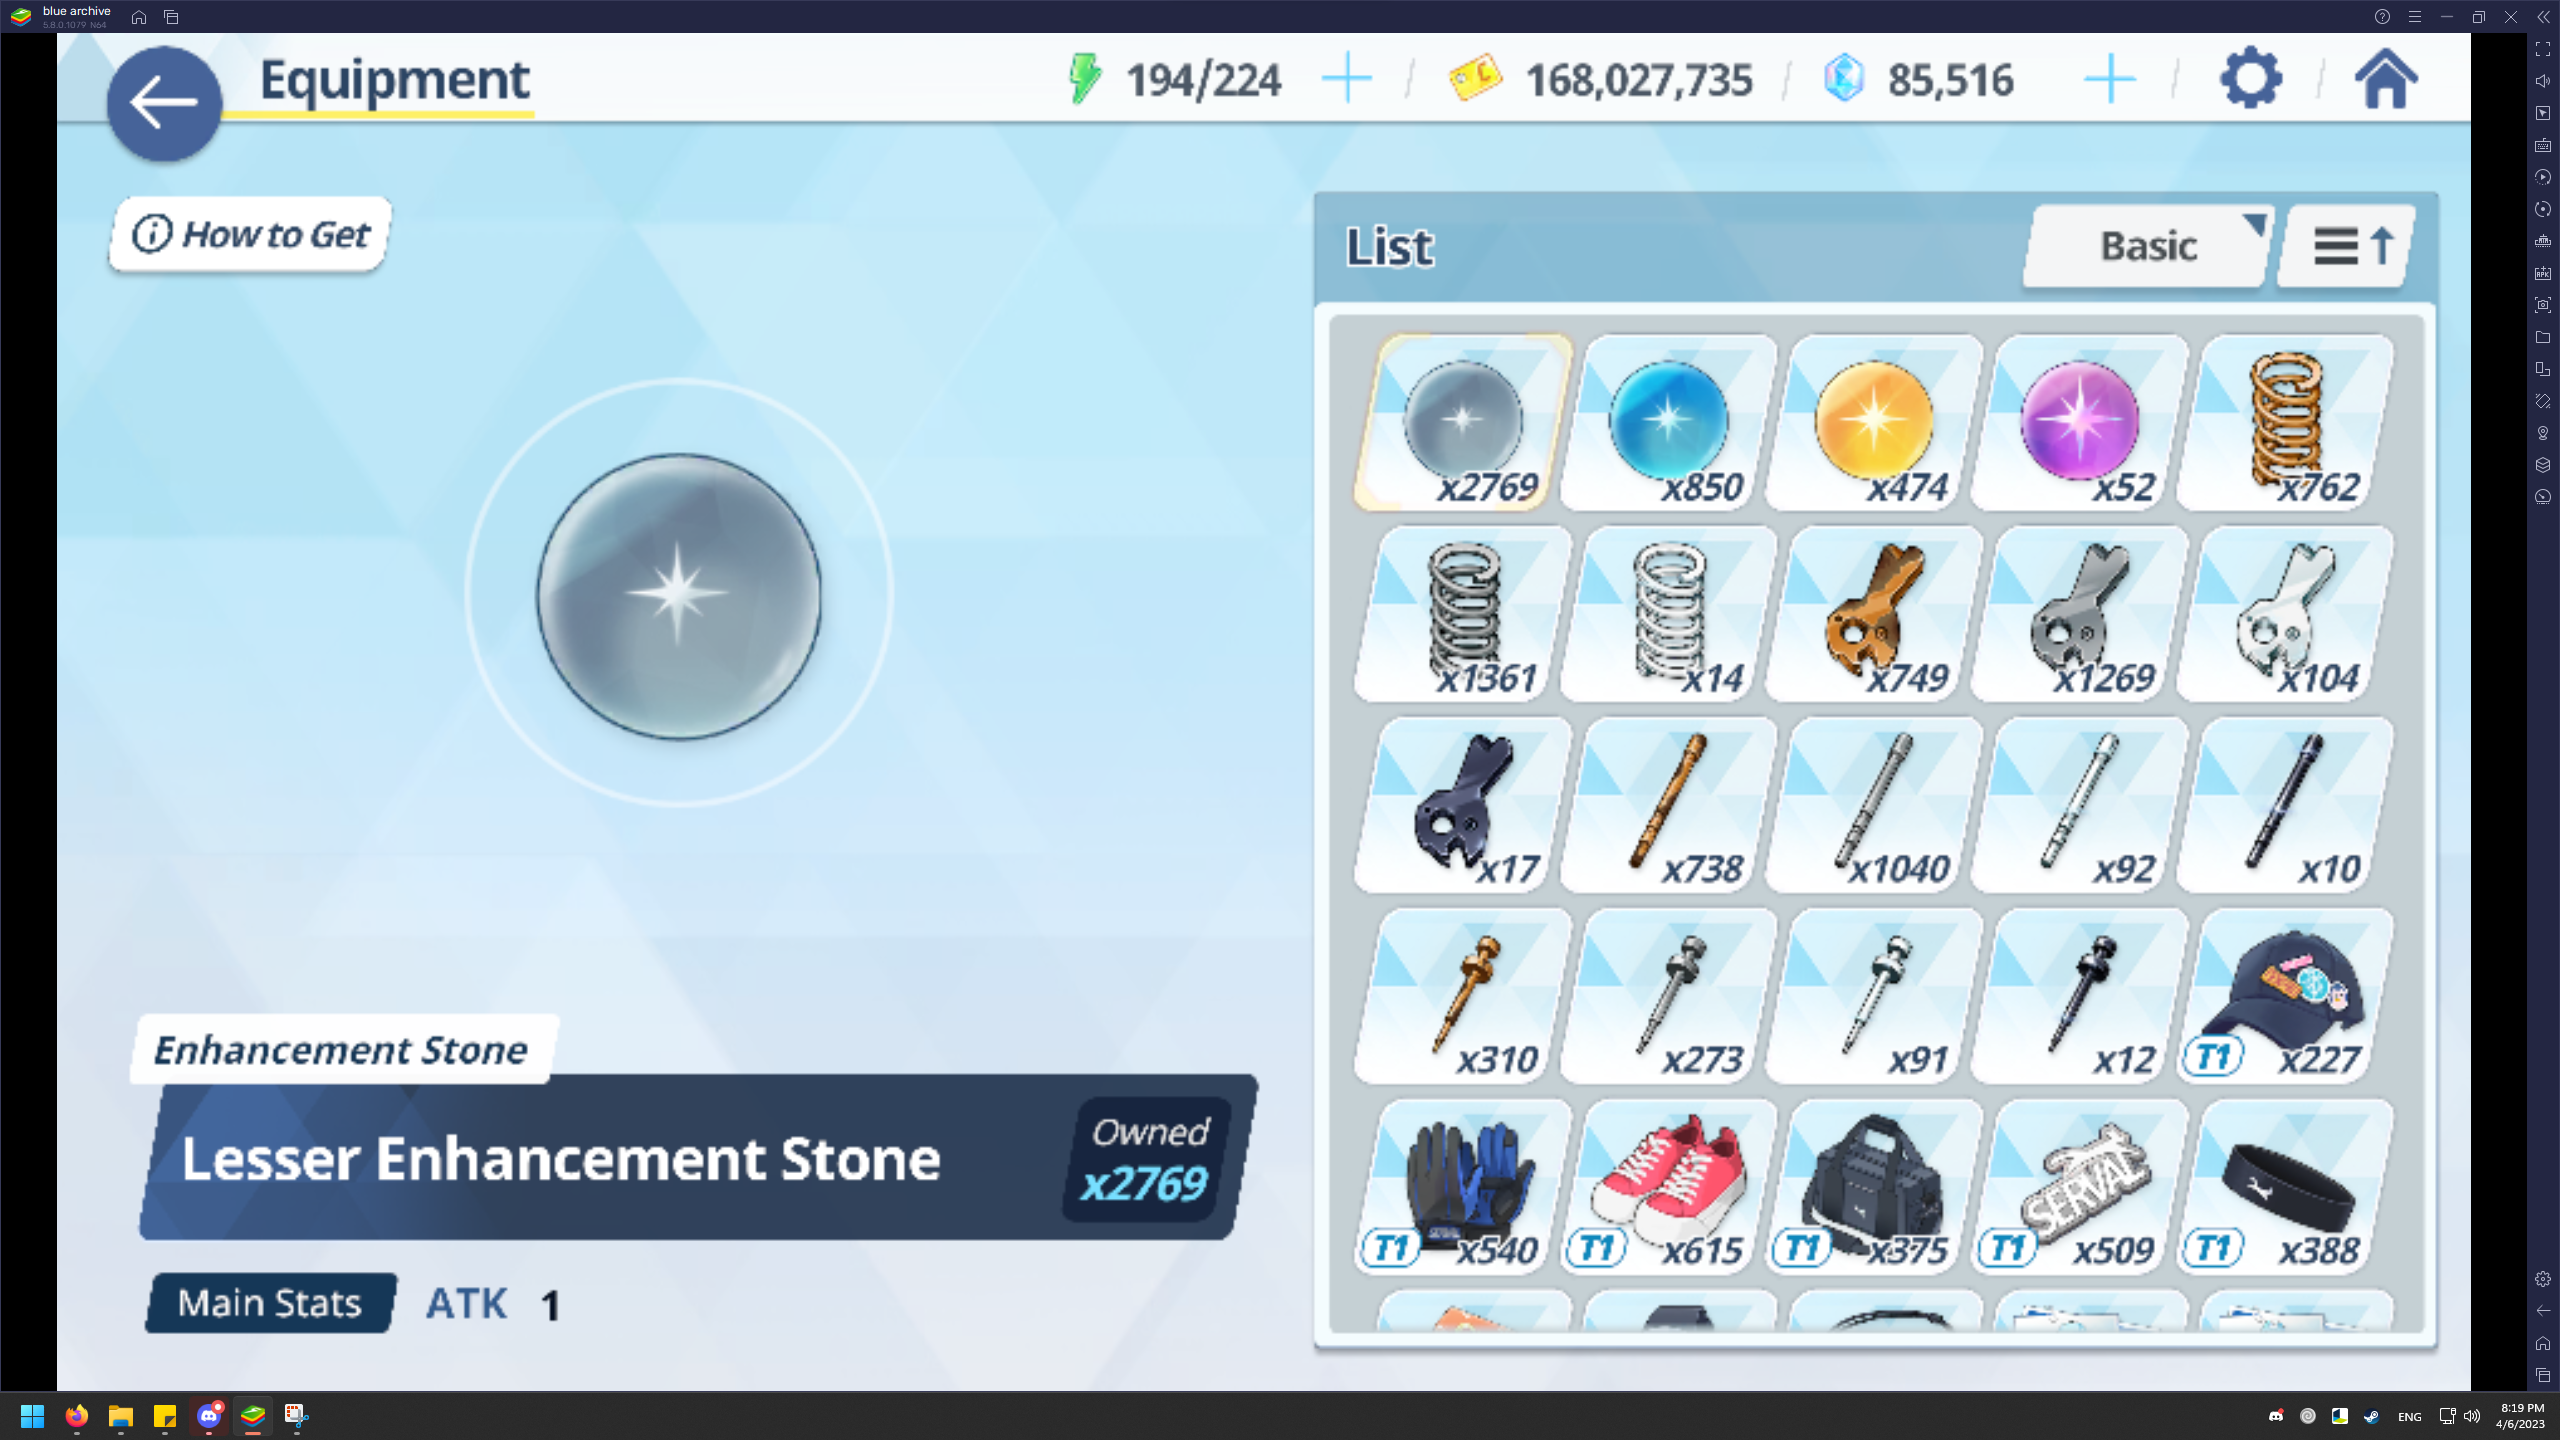 blue archive
5.8.0.1079 N64
Equipment
194/224
168,027,735
85,516
How to Get
List
Basic
x2769
x850
x474
x52
x762
x1361
x14
x749
x1269
x104
x17
x738
x1040
x92
x10
x310
x273
x91
x12
T1 x227
T1 x540
T1 x615
T1 x375
SERVAL
T1 x509
T1 x388
Enhancement Stone
Lesser Enhancement Stone
Owned
x2769
Main Stats ATK 1
ENG
8:19 PM
4/6/2023